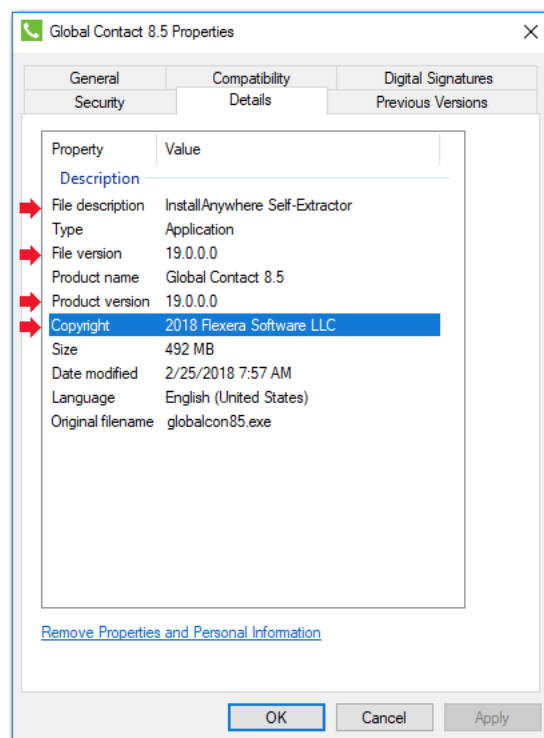 Global Contact 8.5 Properties
General Compatibility Digital Signatures
Security Details Previous Versions
Property Value
Description
File description InstallAnywhere Self-Extractor
Type Application
File version 19.0.0.0
Product name Global Contact 8.5
Product version 19.0.0.0
Copyright 2018 Flexera Software LLC
Size 492 MB
Date modified 2/25/2018 7:57 AM
Language English (United States)
Original filename globalcon85.exe
Remove Properties and Personal Information
OK Cancel Apply